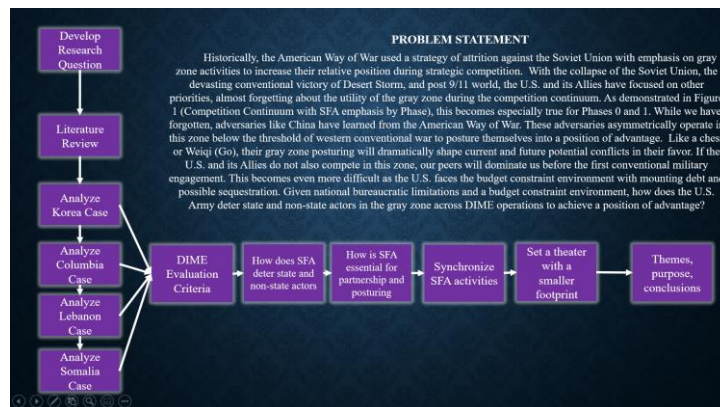 PROBLEM STATEMENT
Historically, the American Way of War used a strategy of attrition against the Soviet Union with emphasis on gray
zone activities to increase their relative position during strategic competition. With the collapse of the Soviet Union, the
devasting conventional victory of Desert Storm, and post 9/11 world, the U.S. and its Allies have focused on other
priorities, almost forgetting about the utility of the gray zone during the competition continuum. As demonstrated in Figure
1 (Competition Continuum with SFA emphasis by Phase), this becomes especially true for Phases 0 and 1. While we have
forgotten, adversaries like China have learned from the American Way of War. These adversaries asymmetrically operate in
this zone below the threshold of western conventional war to posture themselves into a position of advantage. Like a chess
or Weiqi (Go), their gray zone posturing will dramatically shape current and future potential conflicts in their favor. If the
U.S. and its Allies do not also compete in this zone, our peers will dominate us before the first conventional military
engagement. This becomes even more difficult as the U.S. faces the budget constraint environment with mounting debt and
possible sequestration. Given national bureaucratic limitations and a budget constraint environment, how does the U.S.
Army deter state and non-state actors in the gray zone across DIME operations to achieve a position of advantage?
Develop
Research
Question
Literature
Review
Analyze
Korea Case
Analyze
Columbia
Case
Analyze
Lebanon
Case
Analyze
Somalia
Case
DIME
Evaluation
Criteria
How does SFA
deter state and
non-state actors
How is SFA
essential for
partnership and
posturing
Synchronize
SFA activities
Set a theater
with a
smaller
footprint
Themes,
purpose,
conclusions